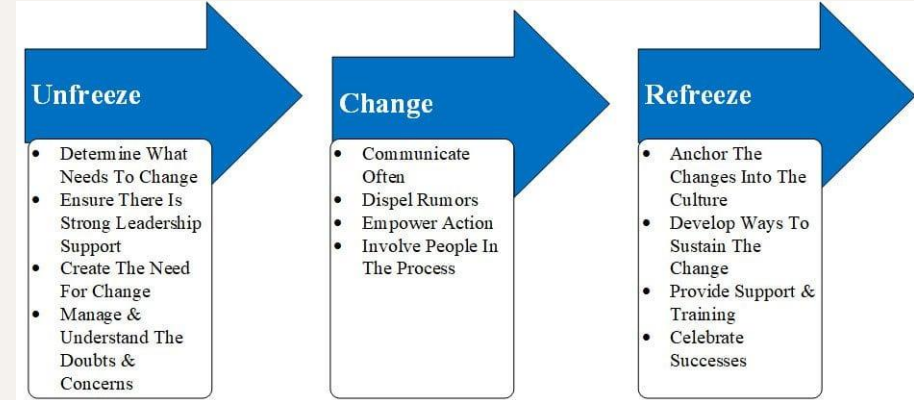 Unfreeze
• Determine What
Needs To Change
• Ensure There Is
Strong Leadership
Support
• Create The Need
For Change
• Manage &
Understand The
Doubts &
Concerns
Change
• Communicate
Often
• Dispel Rumors
• Empower Action
• Involve People In
The Process
Refreeze
• Anchor The
Changes Into The
Culture
• Develop Ways To
Sustain The
Change
• Provide Support &
Training
• Celebrate
Successes